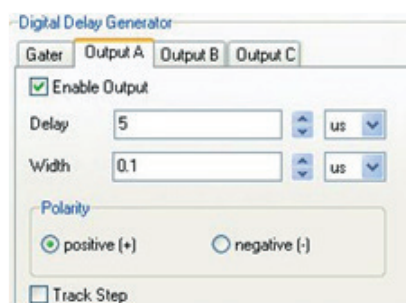 Digital Delay Generator
Gater Output A Output B Output C
Enable Output
Delay 5 us
Width 0.1 us
Polarity
positive (+) negative (-)
Track Step